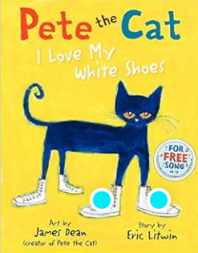 Pete the Cat
I Love My
White Shoes
FOR
FREE
SONG
Art by
James Dean
(creator of Pete the Cat)
Story by
Eric Litwin